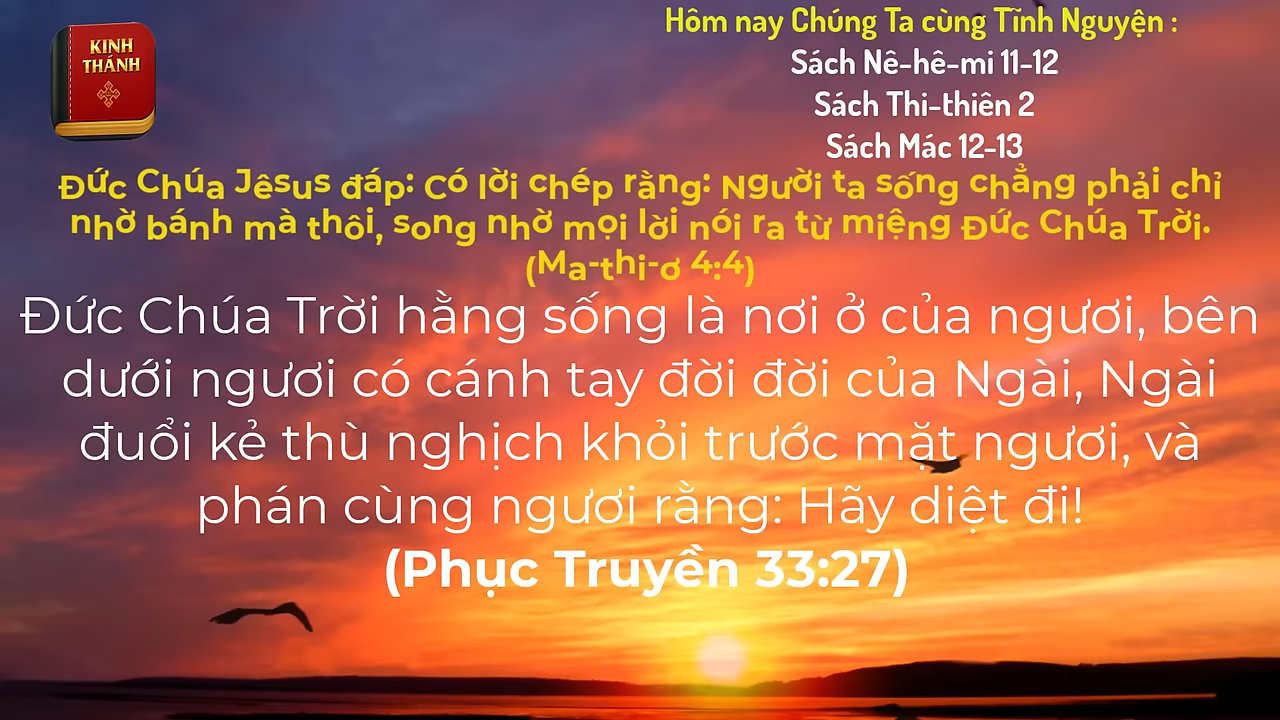 KINH
THÁNH
Hôm nay Chúng Ta cùng Tĩnh Nguyện :
Sách Nê-hê-mi 11-12
Sách Thi-thiên 2
Sách Mác 12-13
Đức Chúa Jêsus đáp: Có lời chép rằng: Người ta sống chẳng phải chỉ
nhờ bánh mà thôi, song nhờ mọi lời nói ra từ miệng Đức Chúa Trời.
(Ma-thi-ơ 4:4)
Đức Chúa Trời hằng sống là nơi ở của ngươi, bên
dưới ngươi có cánh tay đời đời của Ngài, Ngài
đuổi kẻ thù nghịch khỏi trước mặt ngươi, và
phán cùng ngươi rằng: Hãy diệt đi!
(Phục Truyền 33:27)